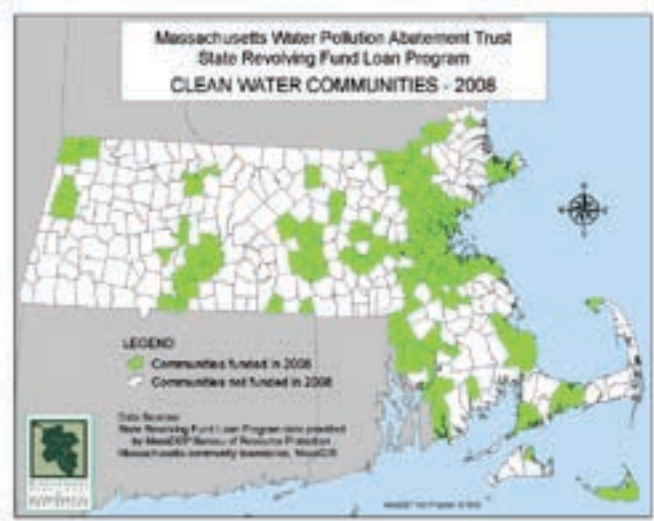 Massachusetts Water Pollution Abatement Trust
State Revolving Fund Loan Program
CLEAN WATER COMMUNITIES - 2008
LEGEND
Communities funded in 2008
Communities not funded in 2008
Data Sources:
State Revolving Fund Loan Program data provided
by MassDEP Bureau of Resource Protection
Massachusetts community boundaries, MassGIS